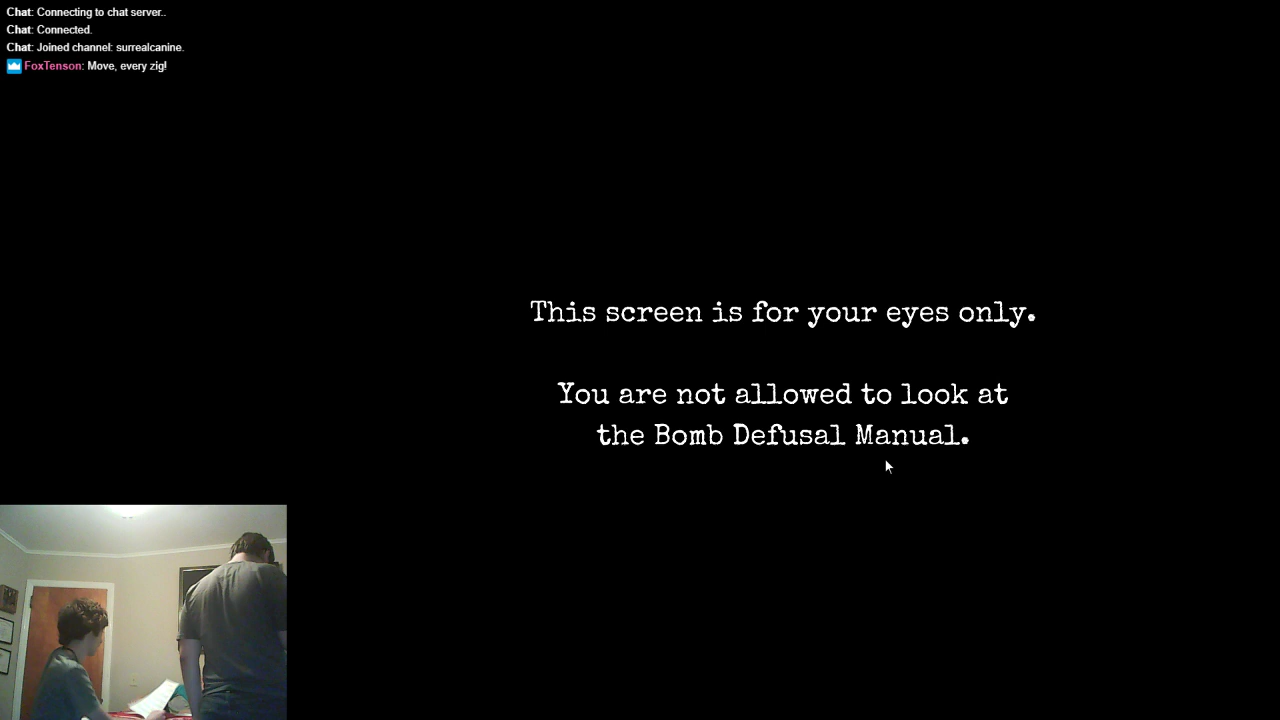 Chat: Connecting to chat server..
Chat: Connected.
Chat: Joined channel: surrealcanine.
FoxTenson: Move, every zig!
This screen is for your eyes only.
You are not allowed to look at
the Bomb Defusal Manual.